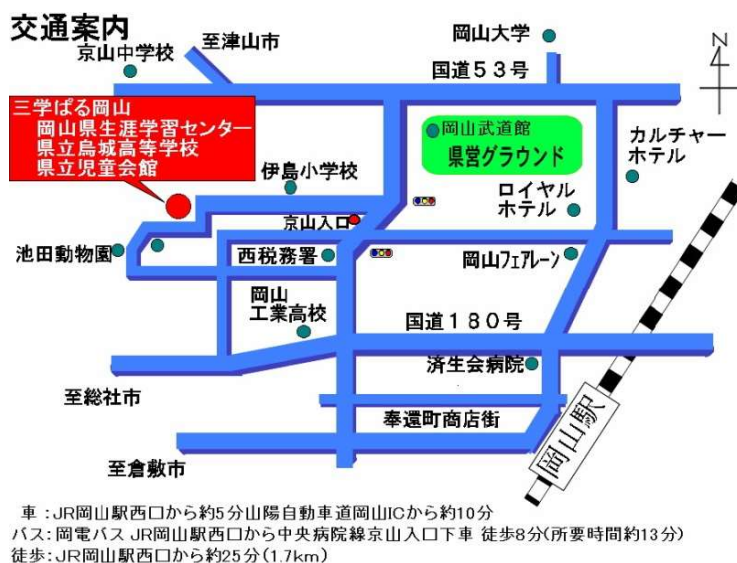 交通案内
京山中学校
至津山市
岡山大学
国道53号
N
三学ぱる岡山
岡山県生涯学習センター
県立烏城高等学校
県立児童会館
岡山武道館
県営グラウンド
カルチャー
ホテル
伊島小学校
ロイヤル
ホテル
京山入口
池田動物園
西税務署
岡山フェアレーン
岡山
工業高校
国道180号
済生会病院
至総社市
奉還町商店街
岡山駅
至倉敷市
車:JR岡山駅西口から約5分山陽自動車道岡山ICから約10分
バス:岡電バス JR岡山駅西口から中央病院線京山入口下車 徒歩8分(所要時間約13分)
徒歩:JR岡山駅西口から約25分(1.7km)